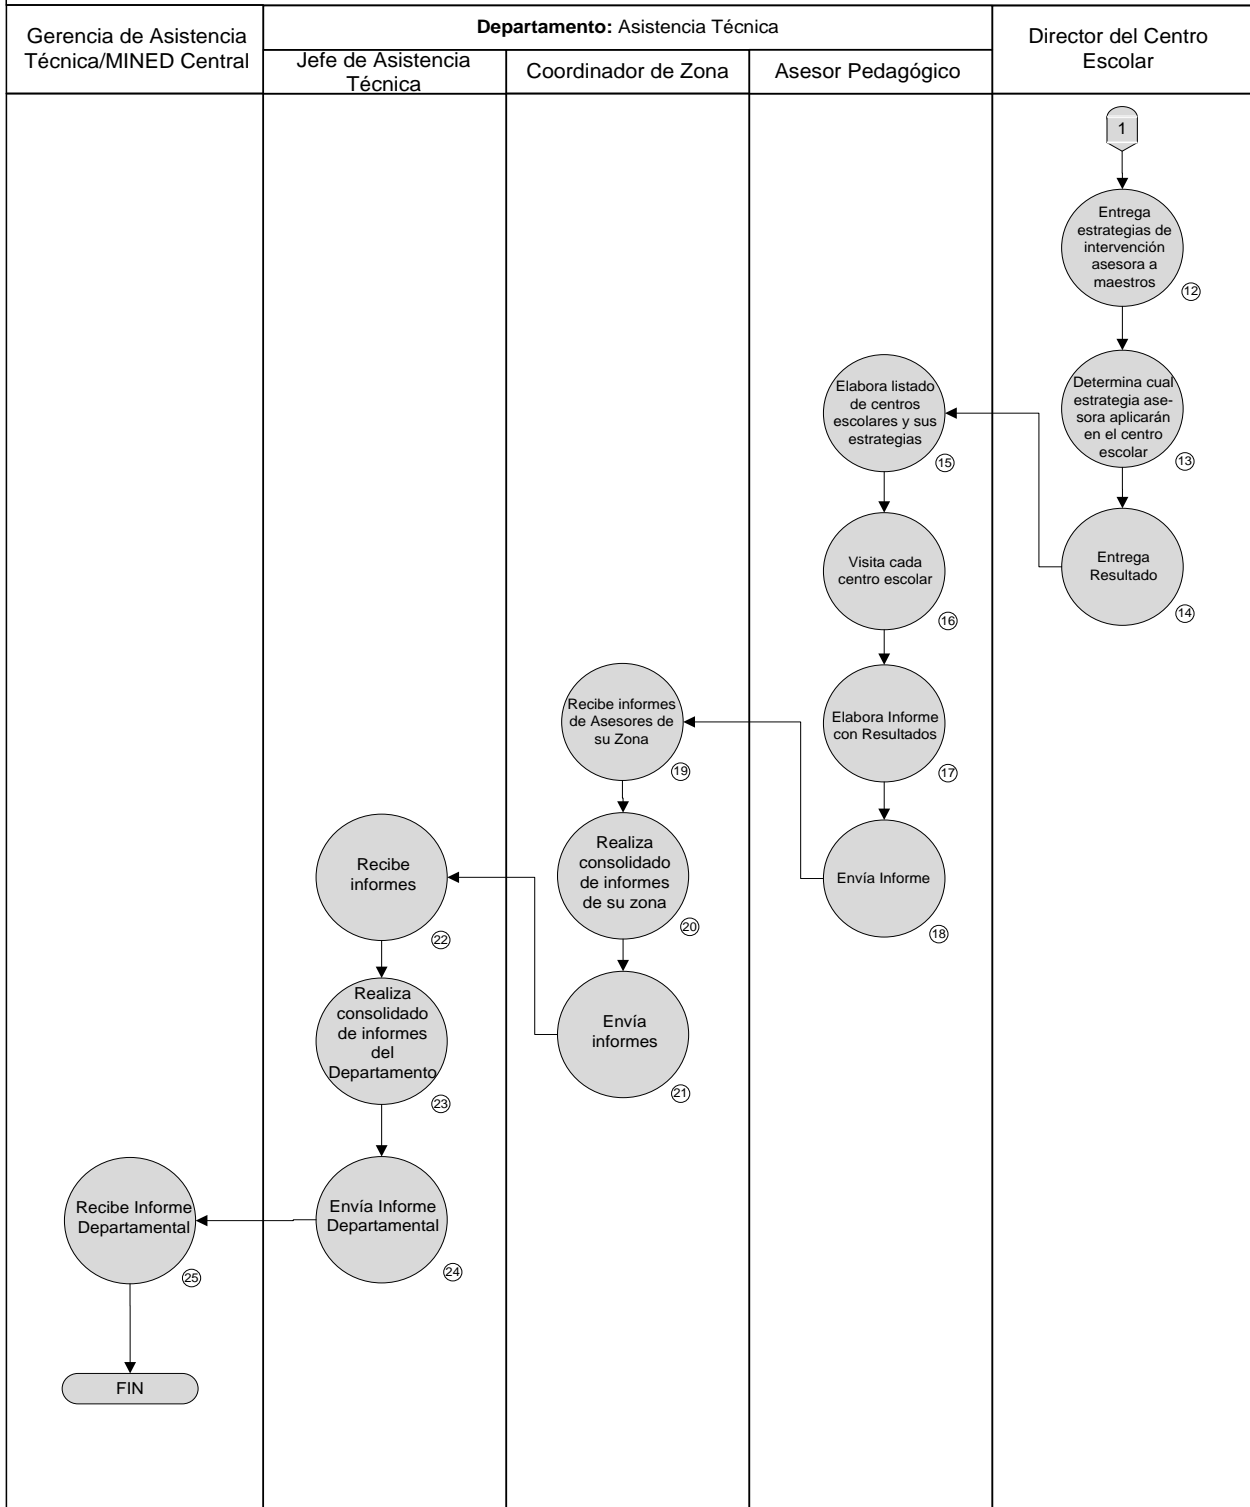 Gerencia de Asistencia
Técnica/MINED Central
Departamento: Asistencia Técnica
Jefe de Asistencia
Técnica
Coordinador de Zona
Asesor Pedagógico
Director del Centro
Escolar
1
Entrega
estrategias de
intervención
asesora a
maestros
12
Determina cual
estrategia ase-
sora aplicarán
en el centro
escolar
13
Entrega
Resultado
14
Elabora listado
de centros
escolares y sus
estrategias
15
Visita cada
centro escolar
16
Elabora Informe
con Resultados
17
Envía Informe
18
Recibe informes
de Asesores de
su Zona
19
Realiza
consolidado
de informes
de su zona
20
Envía
informes
21
Recibe
informes
22
Realiza
consolidado
de informes
del
Departamento
23
Envía Informe
Departamental
24
Recibe Informe
Departamental
25
FIN